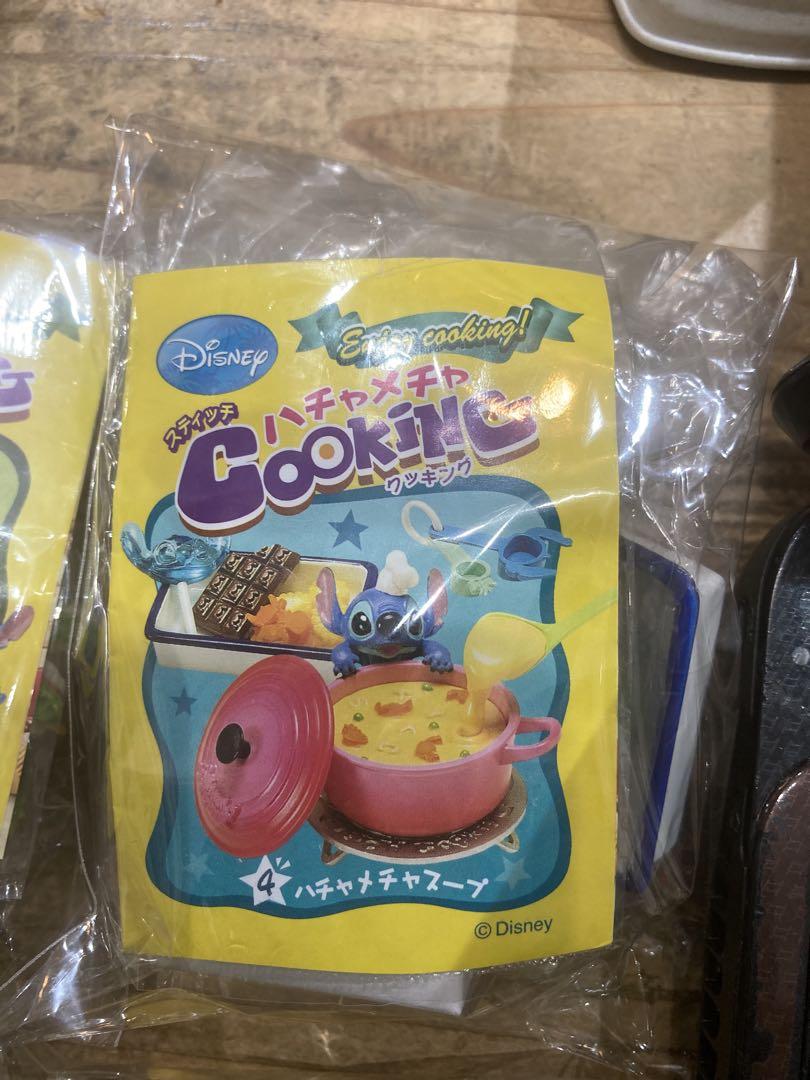 Disney
Enjoy cooking!
スティッチ
ハチャメチャ
COOKING
クッキング
4 ハチャメチャスープ
© Disney
G